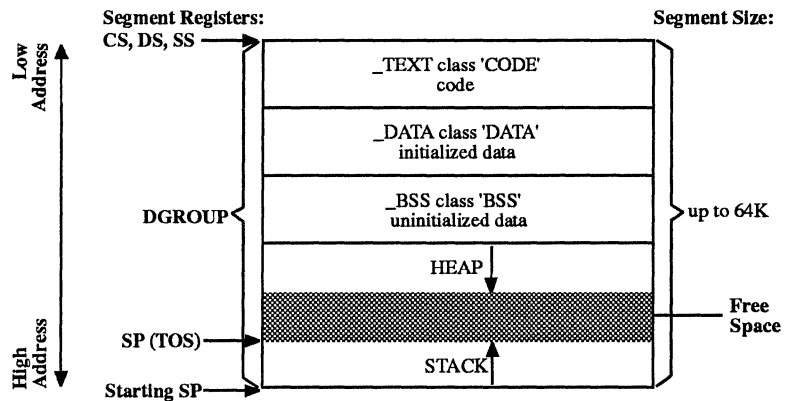 Segment Registers:
Segment Size:
CS, DS, SS
Low
Address
_TEXT class 'CODE'
code
_DATA class 'DATA'
initialized data
DGROUP
_BSS class 'BSS'
uninitialized data
up to 64K
HEAP
Free
Space
SP (TOS)
STACK
High
Address
Starting SP